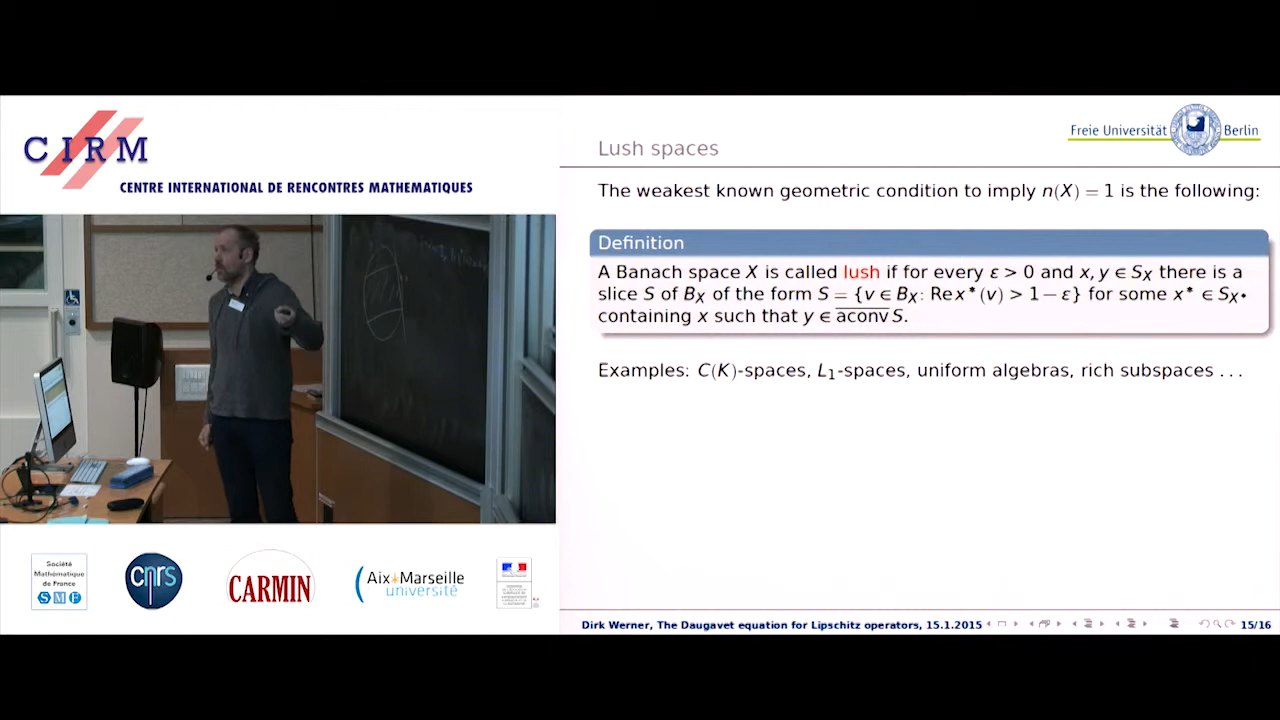 CIRM
CENTRE INTERNATIONAL DE RENCONTRES MATHEMATIQUES
Société
Mathématique
de France
SMF
cnrs
CARMIN
Aix*Marseille
université
Freie Universität Berlin
Lush spaces
The weakest known geometric condition to imply n(X) = 1 is the following:
Definition
A Banach space X is called lush if for every ε > 0 and x, y ∈ S_X there is a
slice S of B_X of the form S = {v ∈ B_X: Re x*(v) > 1 − ε} for some x* ∈ S_X*
containing x such that y ∈ \overline{aconv} S.
Examples: C(K)-spaces, L₁-spaces, uniform algebras, rich subspaces . . .
Dirk Werner, The Daugavet equation for Lipschitz operators, 15.1.2015 15/16